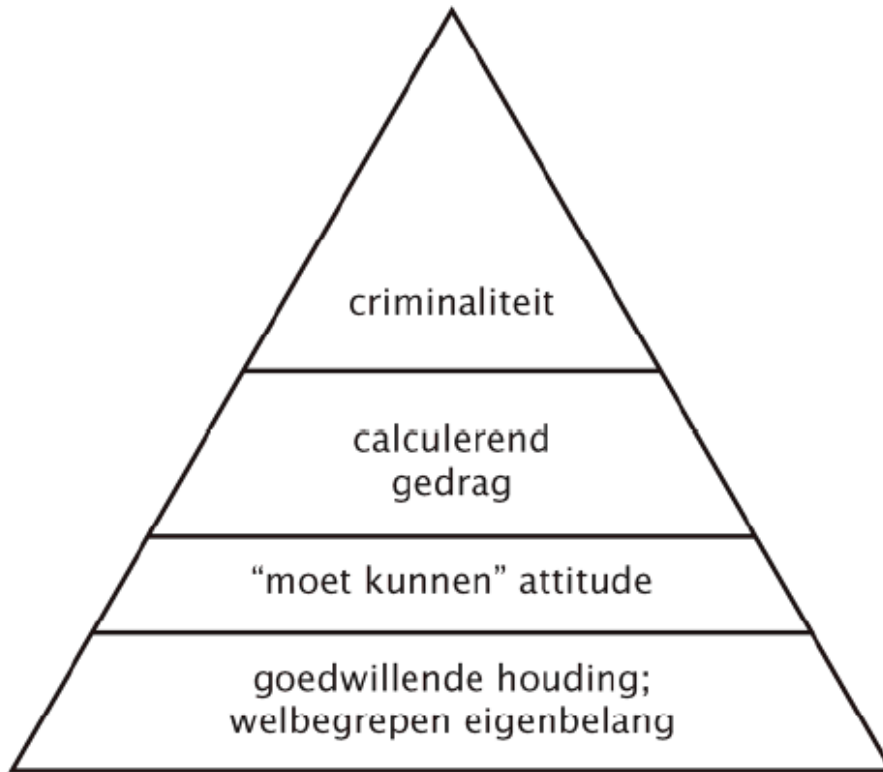 criminaliteit
calculerend
gedrag
“moet kunnen” attitude
goedwillende houding;
welbegrepen eigenbelang